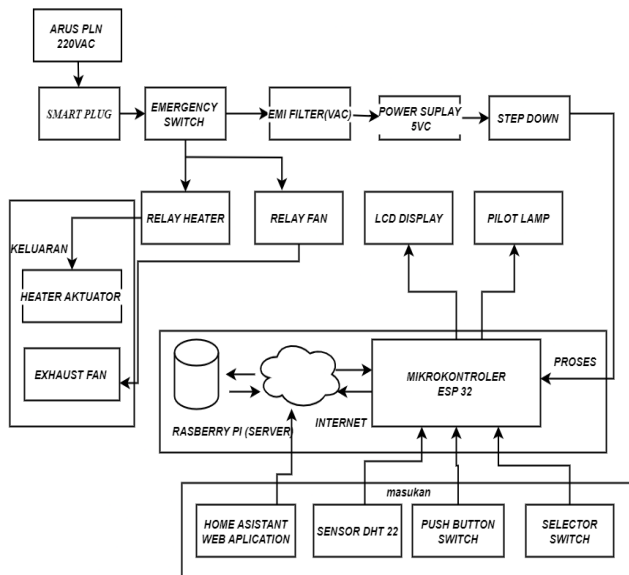 ARUS PLN
220VAC
SMART PLUG
EMERGENCY
SWITCH
EMI FILTER(VAC)
POWER SUPLAY
5VC
STEP DOWN
RELAY HEATER
RELAY FAN
LCD DISPLAY
PILOT LAMP
KELUARAN
HEATER AKTUATOR
EXHAUST FAN
MIKROKONTROLER
ESP 32
PROSES
RASBERRY PI (SERVER)
INTERNET
masukan
HOME ASISTANT
WEB APLICATION
SENSOR DHT 22
PUSH BUTTON
SWITCH
SELECTOR
SWITCH